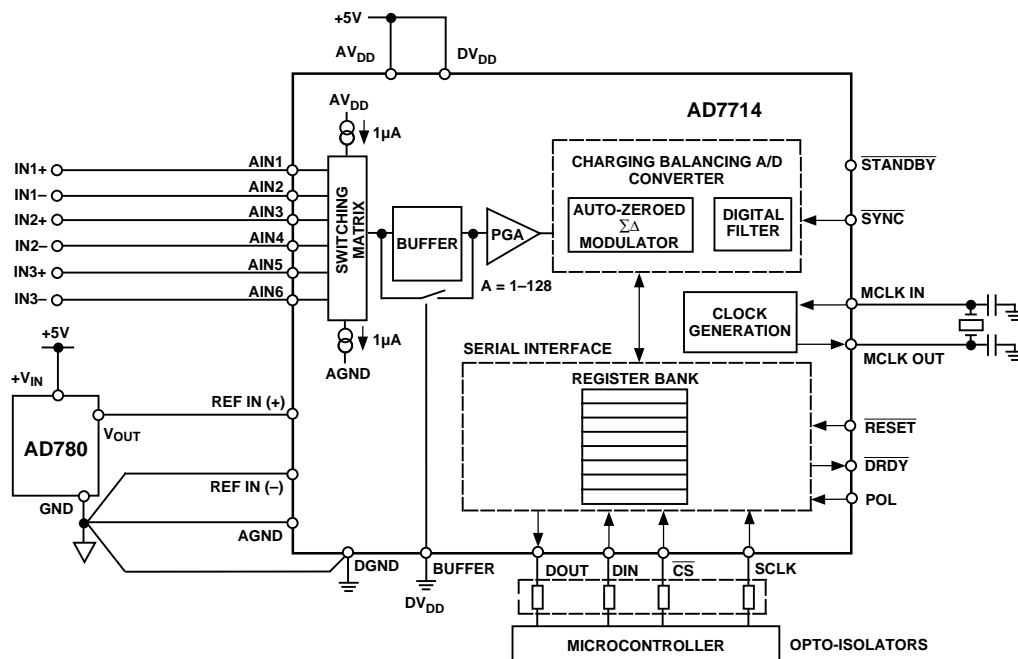 +5V
AVDD
DVDD
AD7714
AVDD
1µA
IN1+
IN1–
IN2+
IN2–
IN3+
IN3–
AIN1
AIN2
AIN3
AIN4
AIN5
AIN6
SWITCHING
MATRIX
BUFFER
PGA
A = 1–128
CHARGING BALANCING A/D
CONVERTER
AUTO-ZEROED
ΣΔ
MODULATOR
DIGITAL
FILTER
STANDBY
SYNC
1µA
AGND
CLOCK
GENERATION
MCLK IN
MCLK OUT
SERIAL INTERFACE
REGISTER BANK
+5V
+VIN
AD780
VOUT
GND
REF IN (+)
REF IN (–)
AGND
RESET
DRDY
POL
DGND
BUFFER
DVDD
DOUT
DIN
CS
SCLK
MICROCONTROLLER
OPTO-ISOLATORS